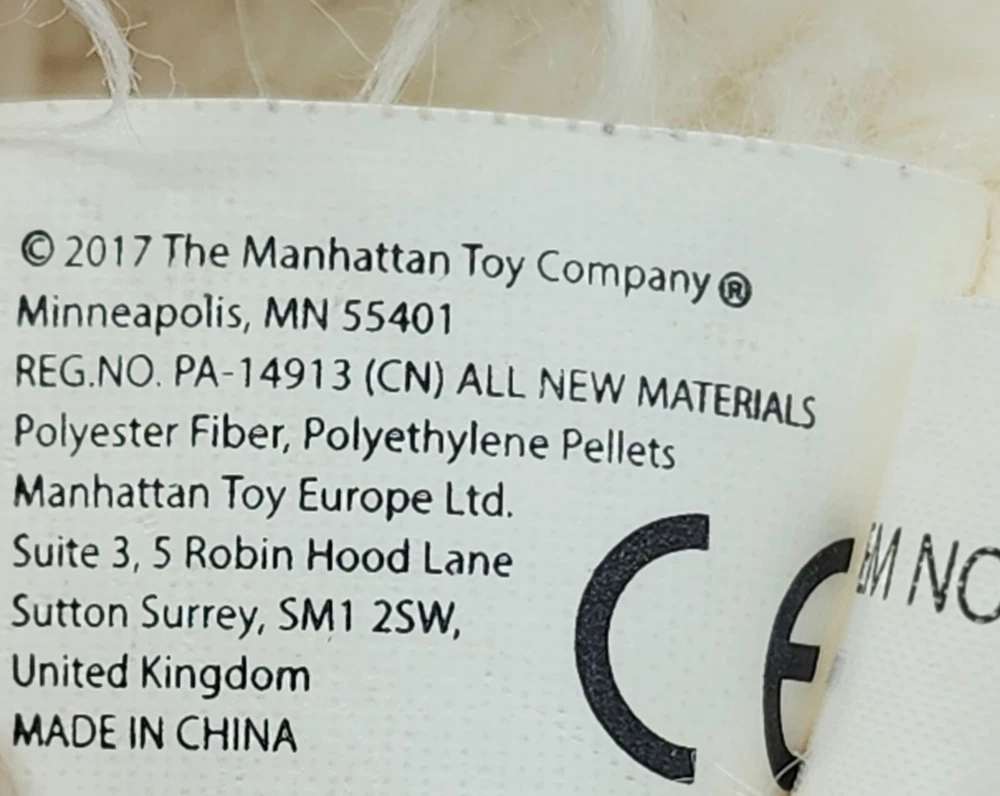 © 2017 The Manhattan Toy Company ®
Minneapolis, MN 55401
REG.NO. PA-14913 (CN) ALL NEW MATERIALS
Polyester Fiber, Polyethylene Pellets
Manhattan Toy Europe Ltd.
Suite 3, 5 Robin Hood Lane
Sutton Surrey, SM1 2SW,
United Kingdom
MADE IN CHINA
CE
NO